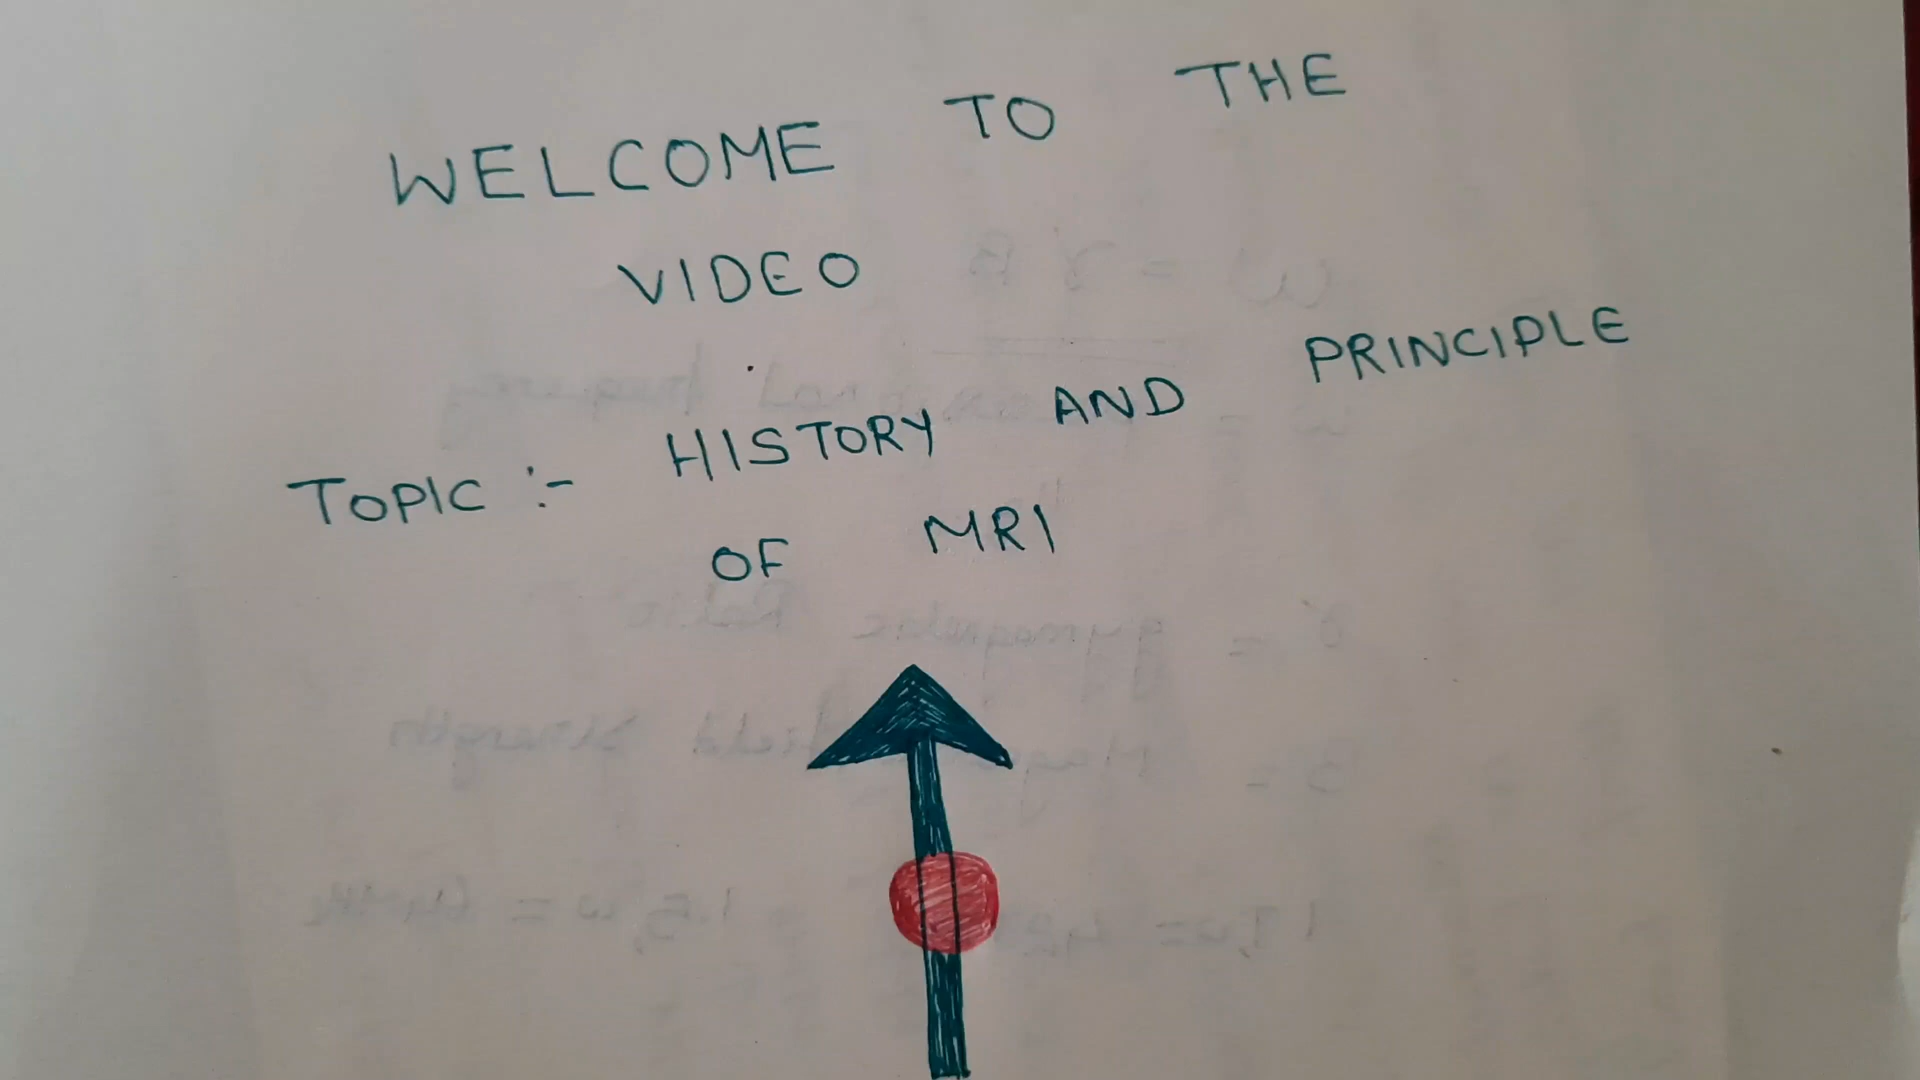 WELCOME TO THE
VIDEO
TOPIC :- HISTORY AND PRINCIPLE
OF MRI